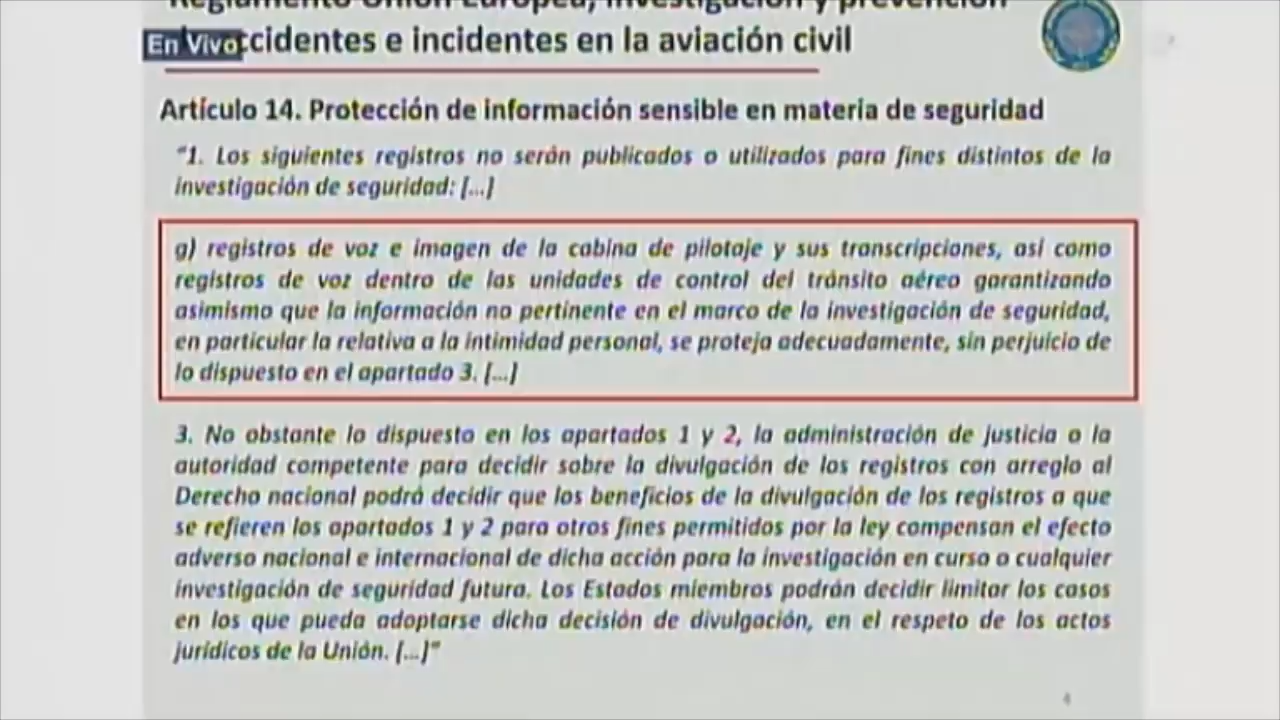 Reglamento Unión Europea, investigación y prevención
En Vivo
accidentes e incidentes en la aviación civil
Artículo 14. Protección de información sensible en materia de seguridad
"1. Los siguientes registros no serán publicados o utilizados para fines distintos de la
investigación de seguridad: [...]
g) registros de voz e imagen de la cabina de pilotaje y sus transcripciones, así como
registros de voz dentro de las unidades de control del tránsito aéreo garantizando
asimismo que la información no pertinente en el marco de la investigación de seguridad,
en particular la relativa a la intimidad personal, se proteja adecuadamente, sin perjuicio de
lo dispuesto en el apartado 3. [...]
3. No obstante lo dispuesto en los apartados 1 y 2, la administración de justicia o la
autoridad competente para decidir sobre la divulgación de los registros con arreglo al
Derecho nacional podrá decidir que los beneficios de la divulgación de los registros a que
se refieren los apartados 1 y 2 para otros fines permitidos por la ley compensan el efecto
adverso nacional e internacional de dicha acción para la investigación en curso o cualquier
investigación de seguridad futura. Los Estados miembros podrán decidir limitar los casos
en los que pueda adoptarse dicha decisión de divulgación, en el respeto de los actos
jurídicos de la Unión. [...]"
4